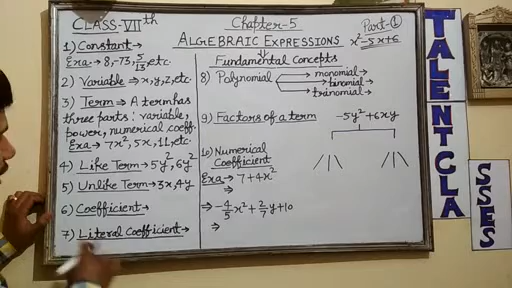 CLASS-VIIth
Chapter-5
Part-1
ALGEBRAIC EXPRESSIONS
x²-5x+6
Fundamental Concepts
1) Constant→
Exa.→ 8,-73, 5/13, etc.
2) Variable ⇒ x, y, z, etc.
3) Term ⇒ A term has
three parts: variable,
power, numerical coeff.
Exa ⇒ 7x², 5x, 11, etc.
4) Like Term → 5y², 6y²
5) Unlike Term → 3x, 4y
6) Coefficient→
7) Literal Coefficient→
8) Polynomial
monomial→
binomial→
trinomial→
9) Factors of a term
-5y²+6xy
10) Numerical
Coefficient
Exa → 7+4x²
⇒
⇒ -4/5x²+2/7y+10
⇒
TALENT CLASSES